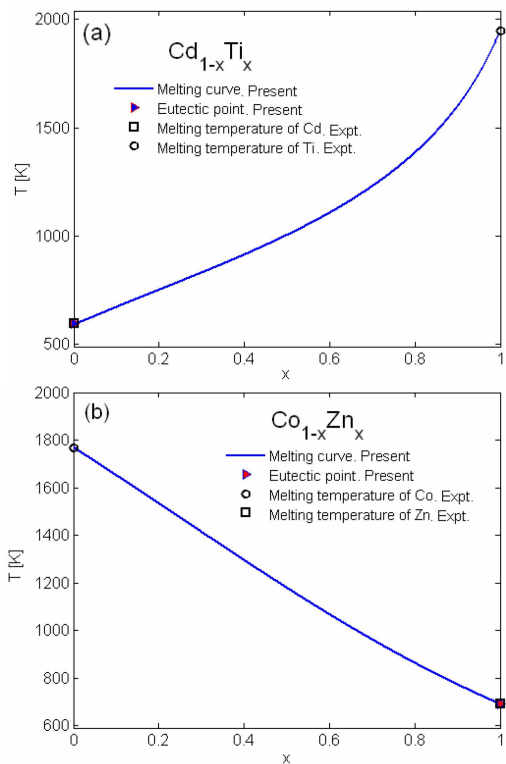 2000
(a)
Cd1-xTix
Melting curve. Present
Eutectic point. Present
Melting temperature of Cd. Expt.
Melting temperature of Ti. Expt.
1500
T [K]
1000
500
0 0.2 0.4 0.6 0.8 1
x
2000
(b)
Co1-xZnx
1800
Melting curve. Present
Eutectic point. Present
Melting temperature of Co. Expt.
Melting temperature of Zn. Expt.
1600
1400
T [K]
1200
1000
800
600
0 0.2 0.4 0.6 0.8 1
x